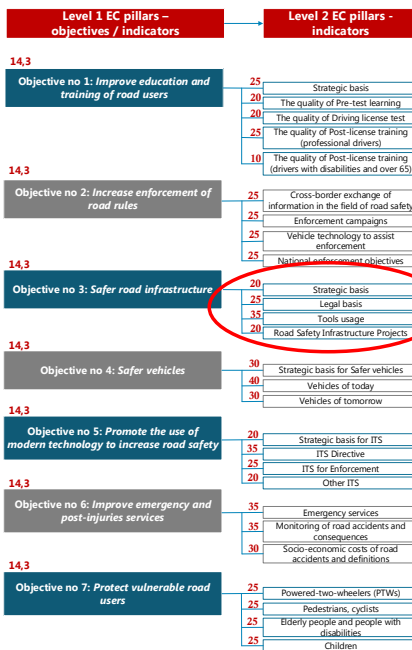 Level 1 EC pillars –
objectives / indicators
Level 2 EC pillars -
indicators
14,3
Objective no 1: Improve education and
training of road users
25
Strategic basis
20
The quality of Pre-test learning
20
The quality of Driving license test
25
The quality of Post-license training
(professional drivers)
10
The quality of Post-license training
(drivers with disabilities and over 65)
14,3
Objective no 2: Increase enforcement of
road rules
25
Cross-border exchange of
information in the field of road safety
25
Enforcement campaigns
25
Vehicle technology to assist
enforcement
25
National enforcement objectives
14,3
Objective no 3: Safer road infrastructure
20
Strategic basis
25
Legal basis
35
Tools usage
20
Road Safety Infrastructure Projects
14,3
Objective no 4: Safer vehicles
30
Strategic basis for Safer vehicles
40
Vehicles of today
30
Vehicles of tomorrow
14,3
Objective no 5: Promote the use of
modern technology to increase road safety
20
Strategic basis for ITS
35
ITS Directive
25
ITS for Enforcement
20
Other ITS
14,3
Objective no 6: Improve emergency and
post-injuries services
35
Emergency services
35
Monitoring of road accidents and
consequences
30
Socio-economic costs of road
accidents and definitions
14,3
Objective no 7: Protect vulnerable road
users
25
Powered-two-wheelers (PTWs)
25
Pedestrians, cyclists
25
Elderly people and people with
disabilities
25
Children